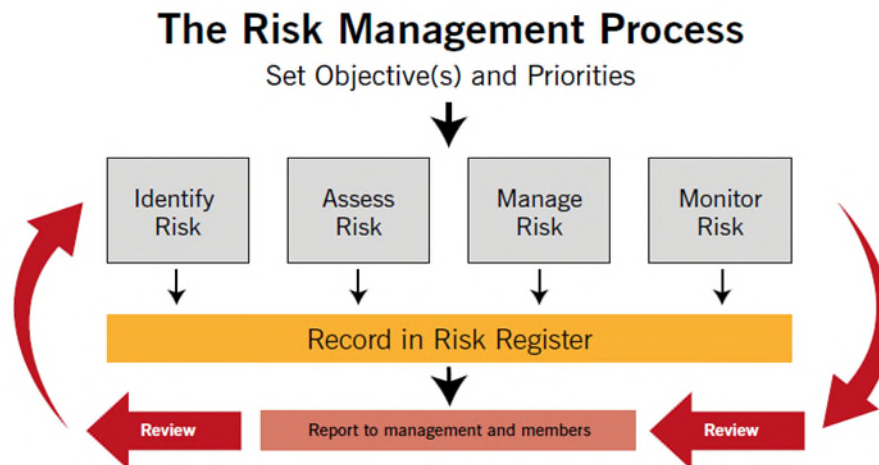 The Risk Management Process
Set Objective(s) and Priorities
Identify
Risk
Assess
Risk
Manage
Risk
Monitor
Risk
Record in Risk Register
Review
Report to management and members
Review